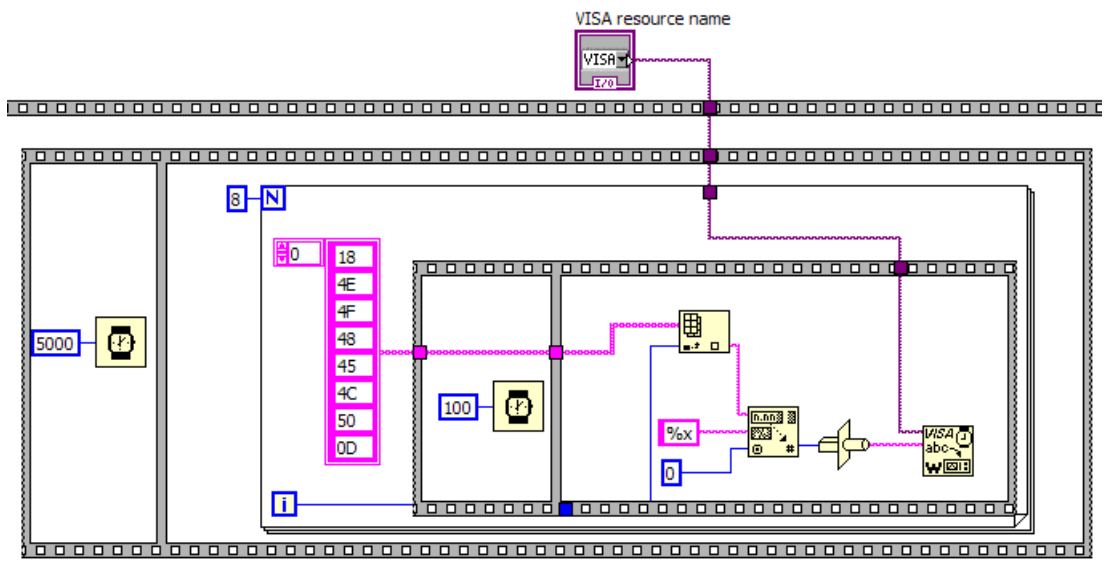 VISA resource name
VISA
I/O
8 N
0
18
4E
4F
48
45
4C
50
0D
5000
100
n.nn
%x
#
0
VISA
abc
W
i